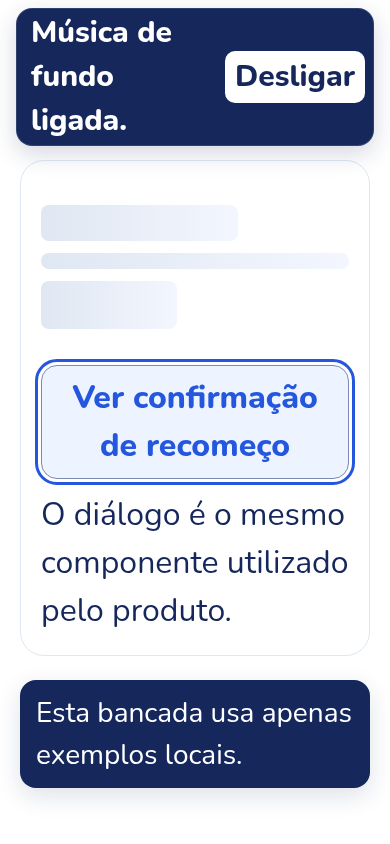 Música de
fundo
ligada.
Desligar
Ver confirmação
de recomeço
O diálogo é o mesmo
componente utilizado
pelo produto.
Esta bancada usa apenas
exemplos locais.